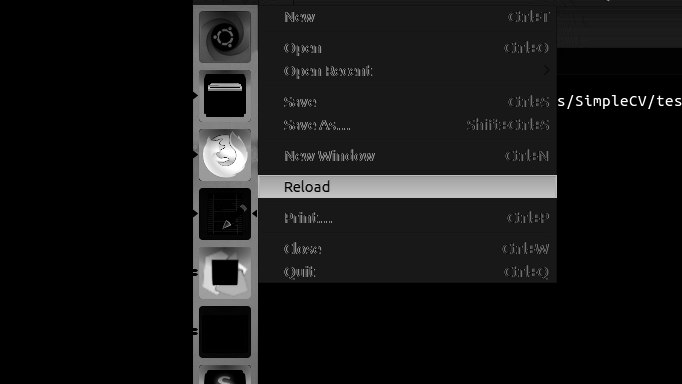 New Ctrl+T
Open Ctrl+O
Open Recent
Save Ctrl+S
s/SimpleCV/tes
Save As... Shift+Ctrl+S
New Window Ctrl+N
Reload
Print... Ctrl+P
Close Ctrl+W
Quit Ctrl+Q